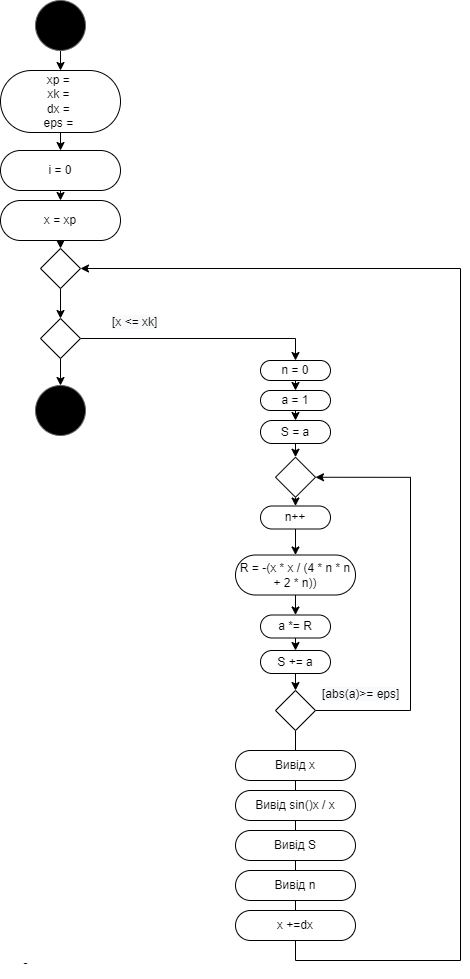 xp =
xk =
dx =
eps =
i = 0
x = xp
[x <= xk]
n = 0
a = 1
S = a
n++
R = -(x * x / (4 * n * n
+ 2 * n))
a *= R
S += a
[abs(a)>= eps]
Вивід x
Вивід sin()x / x
Вивід S
Вивід n
x +=dx